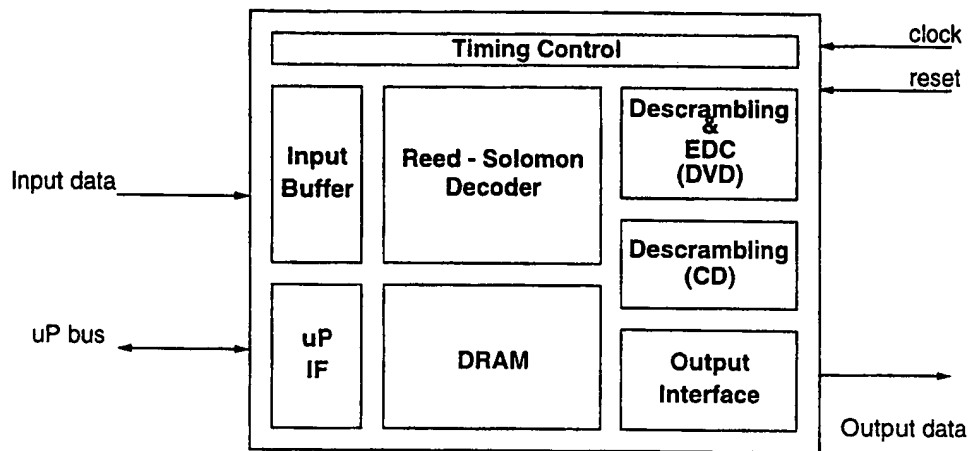 Timing Control
clock
reset
Input data
Input
Buffer
Reed - Solomon
Decoder
Descrambling
&
EDC
(DVD)
Descrambling
(CD)
uP bus
uP
IF
DRAM
Output
Interface
Output data